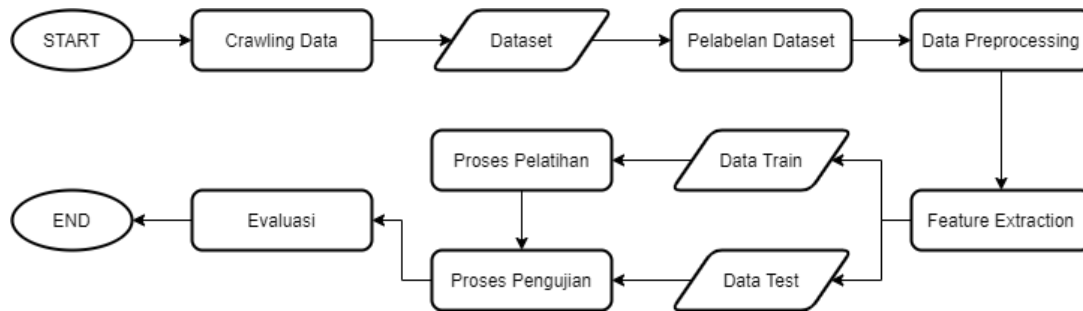 START
Crawling Data
Dataset
Pelabelan Dataset
Data Preprocessing
Proses Pelatihan
Data Train
END
Evaluasi
Feature Extraction
Proses Pengujian
Data Test